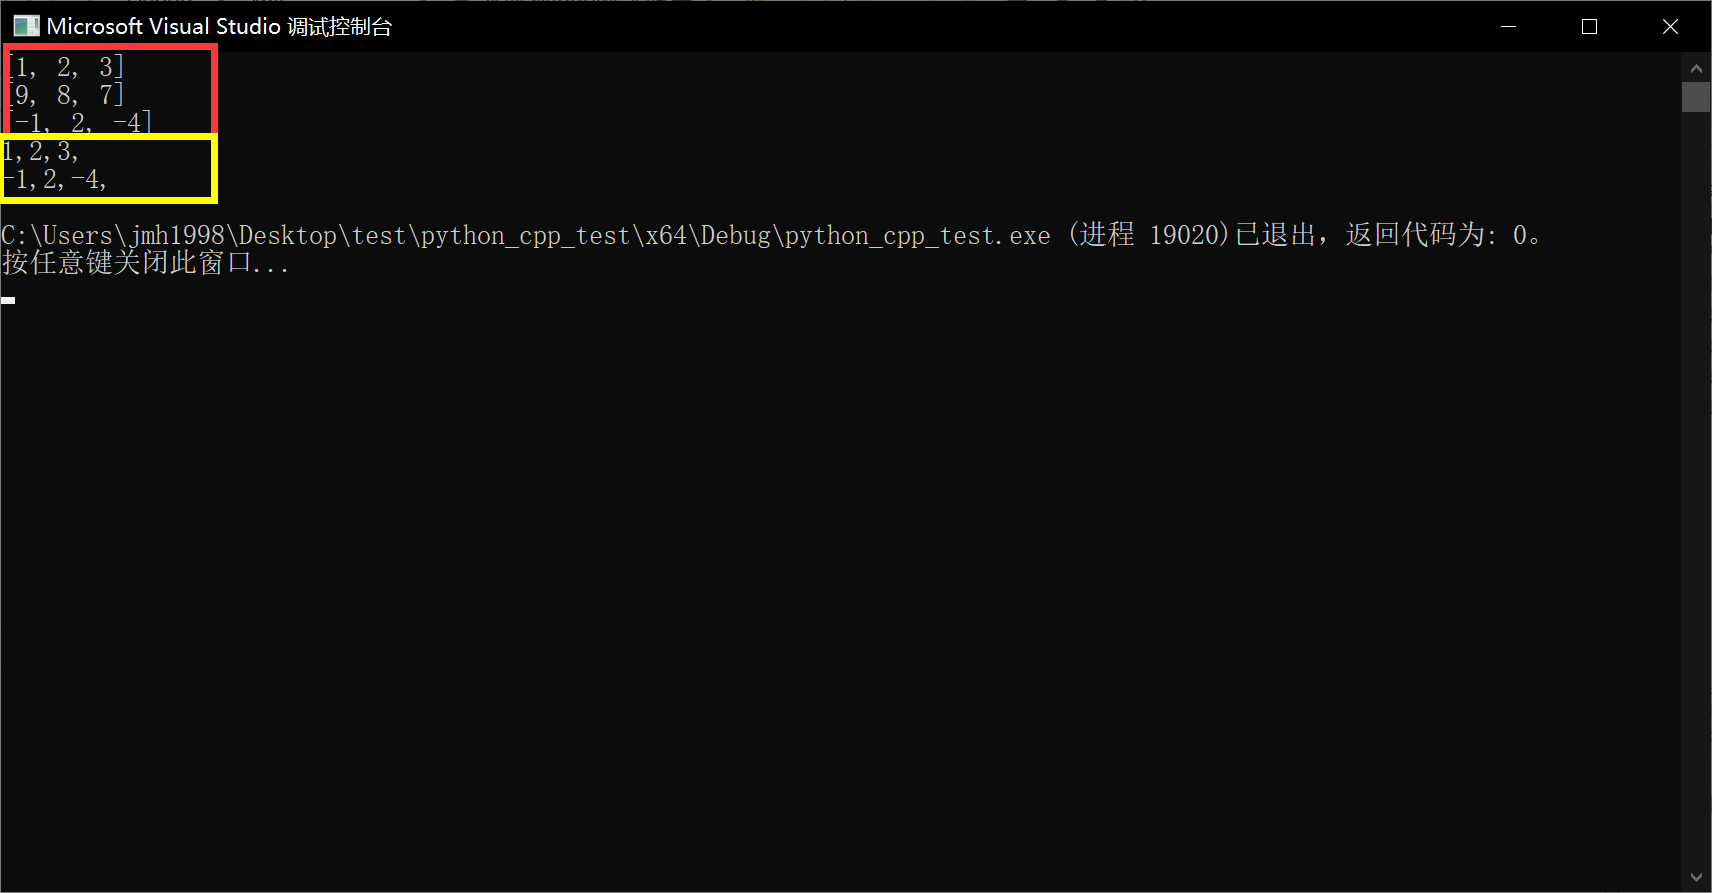 Microsoft Visual Studio 调试控制台
[1, 2, 3]
[9, 8, 7]
[-1, 2, -4]
1,2,3,
-1,2,-4,
C:\Users\jmh1998\Desktop\test\python_cpp_test\x64\Debug\python_cpp_test.exe (进程 19020)已退出，返回代码为: 0。
按任意键关闭此窗口...